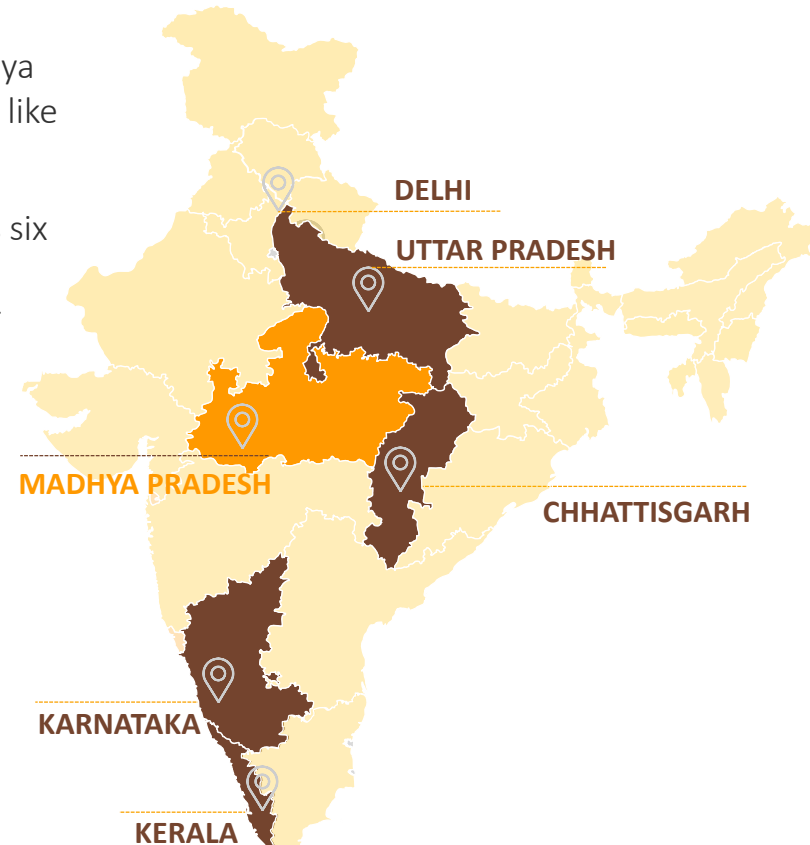 ya
like
six
DELHI
UTTAR PRADESH
MADHYA PRADESH
CHHATTISGARH
KARNATAKA
KERALA